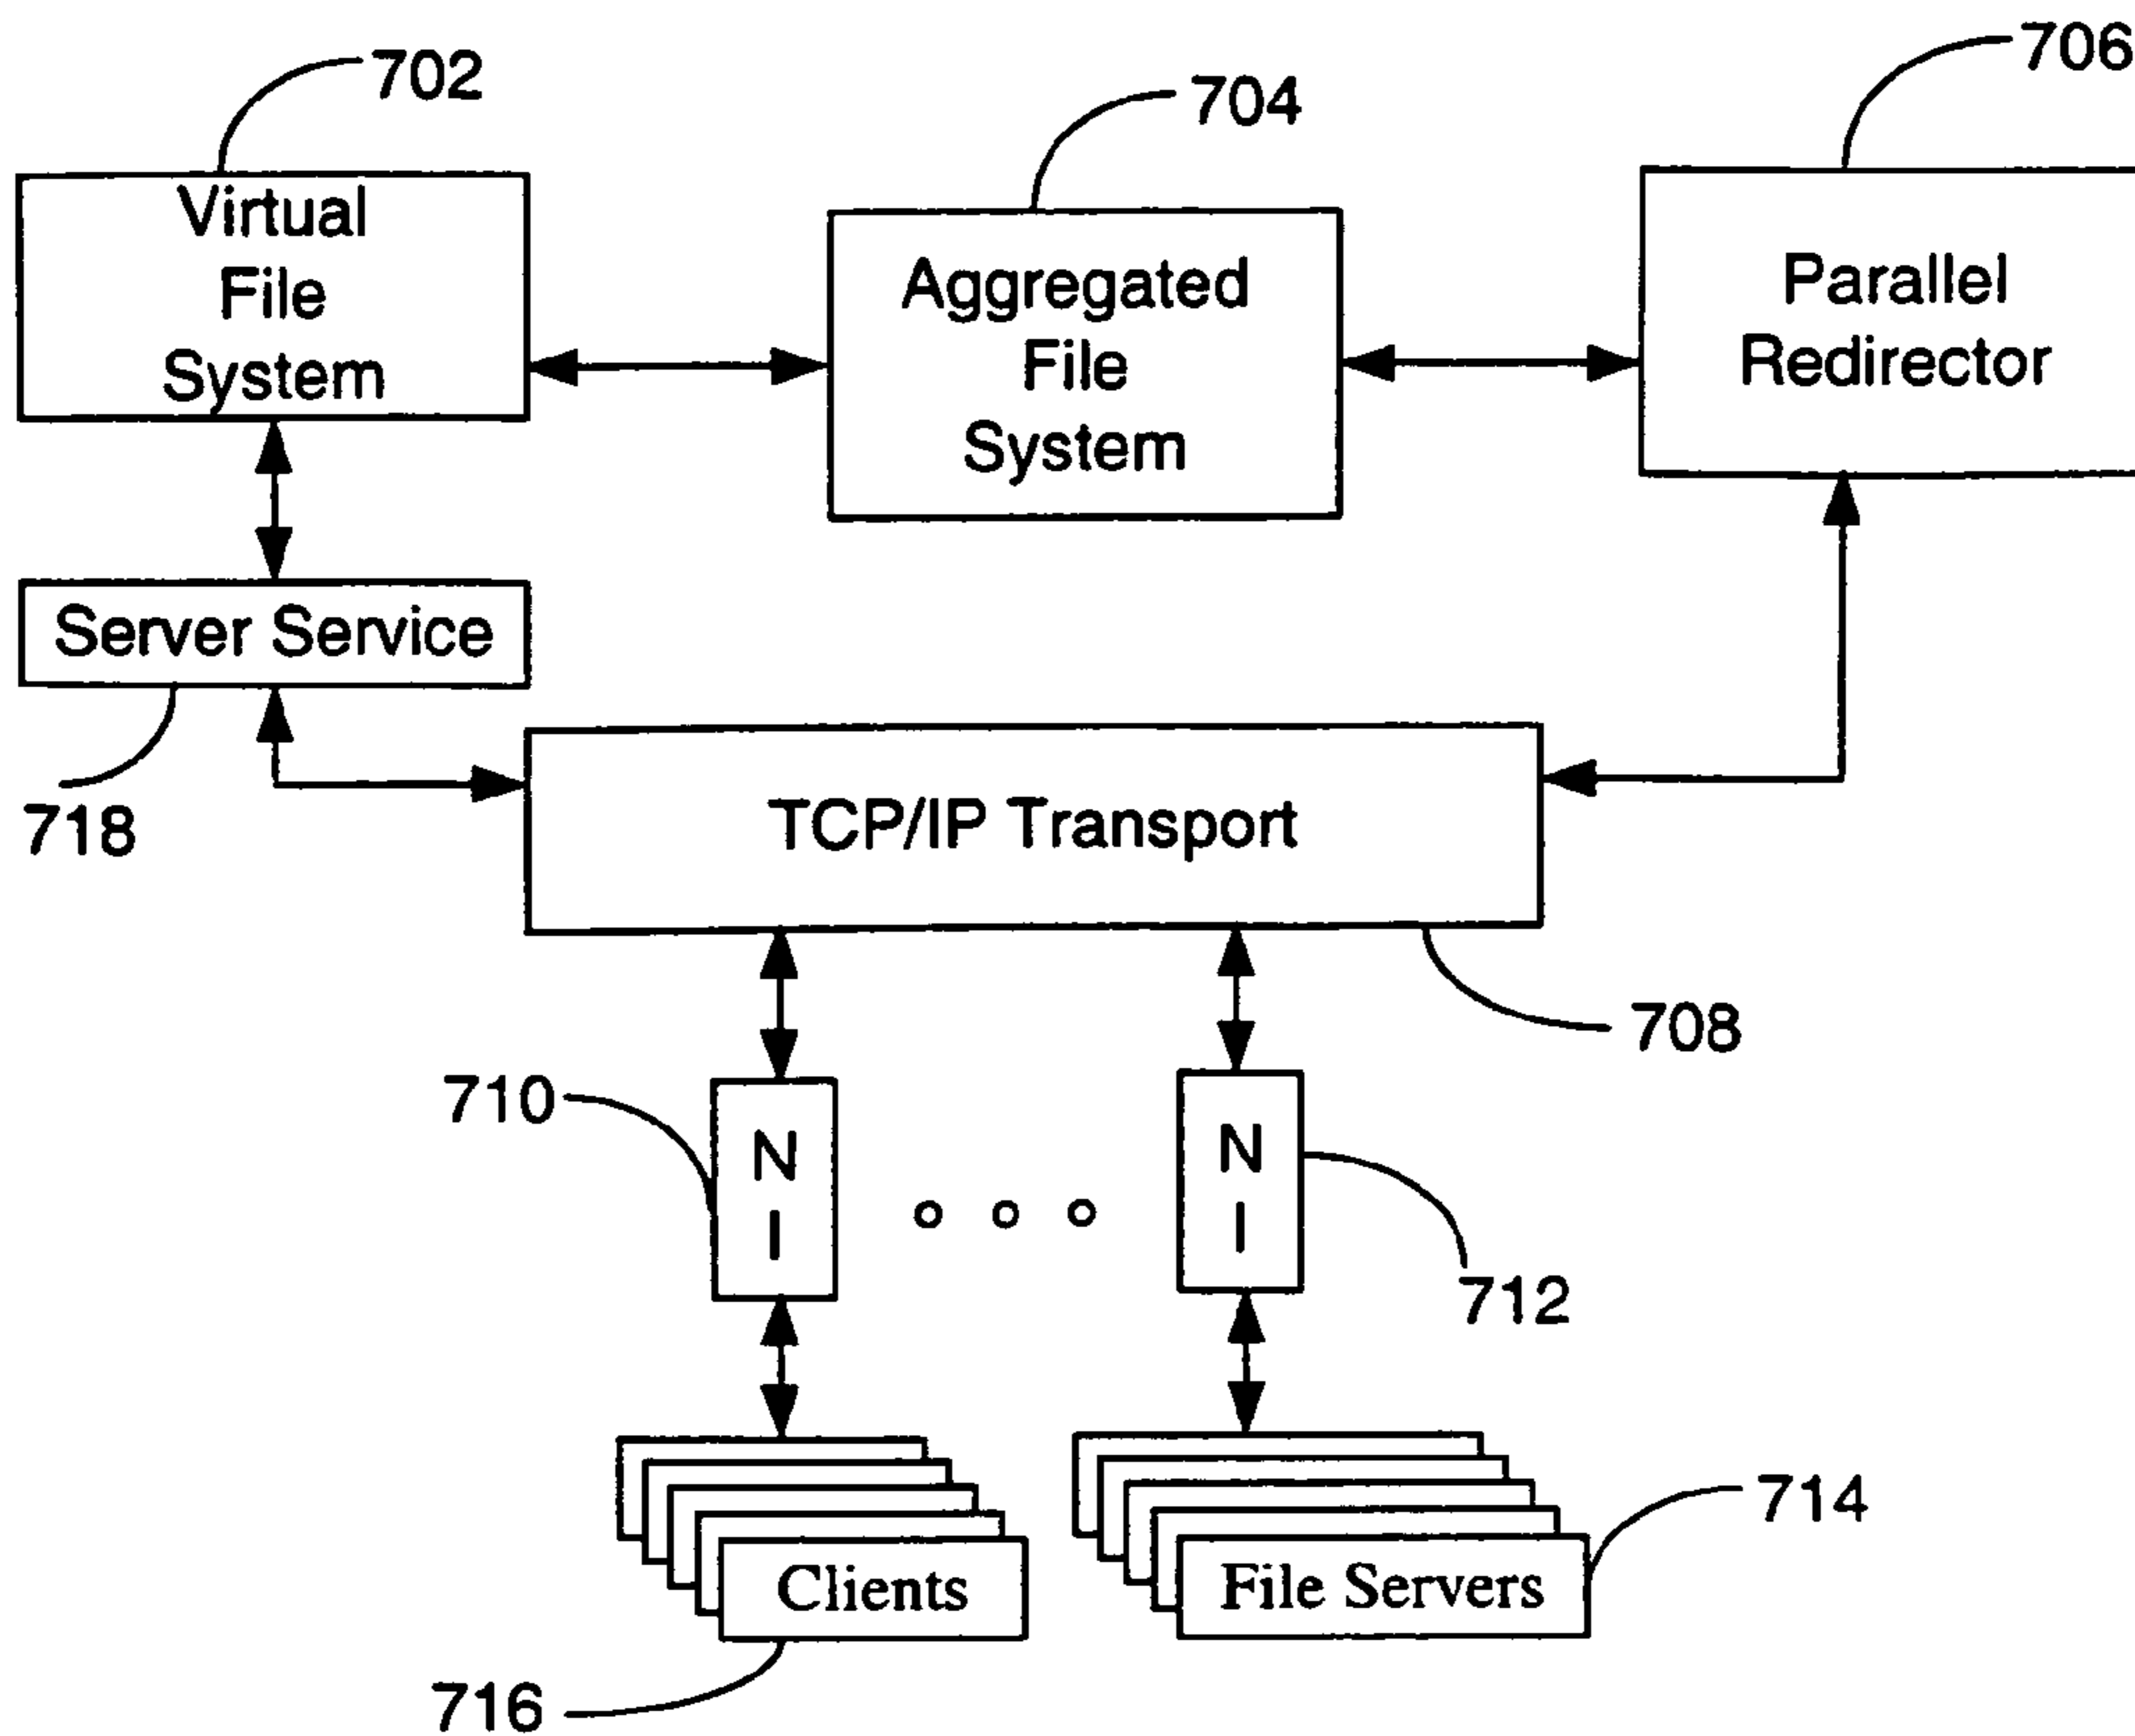 702
704
706
Virtual
File
System
Aggregated
File
System
Parallel
Redirector
Server Service
718
TCP/IP Transport
708
710
N
I
N
I
712
Clients
File Servers
714
716